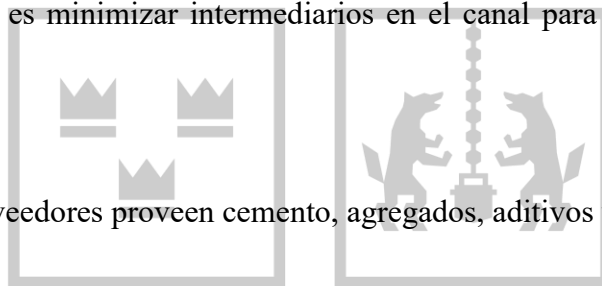 es minimizar intermediarios en el canal para
veedores proveen cemento, agregados, aditivos